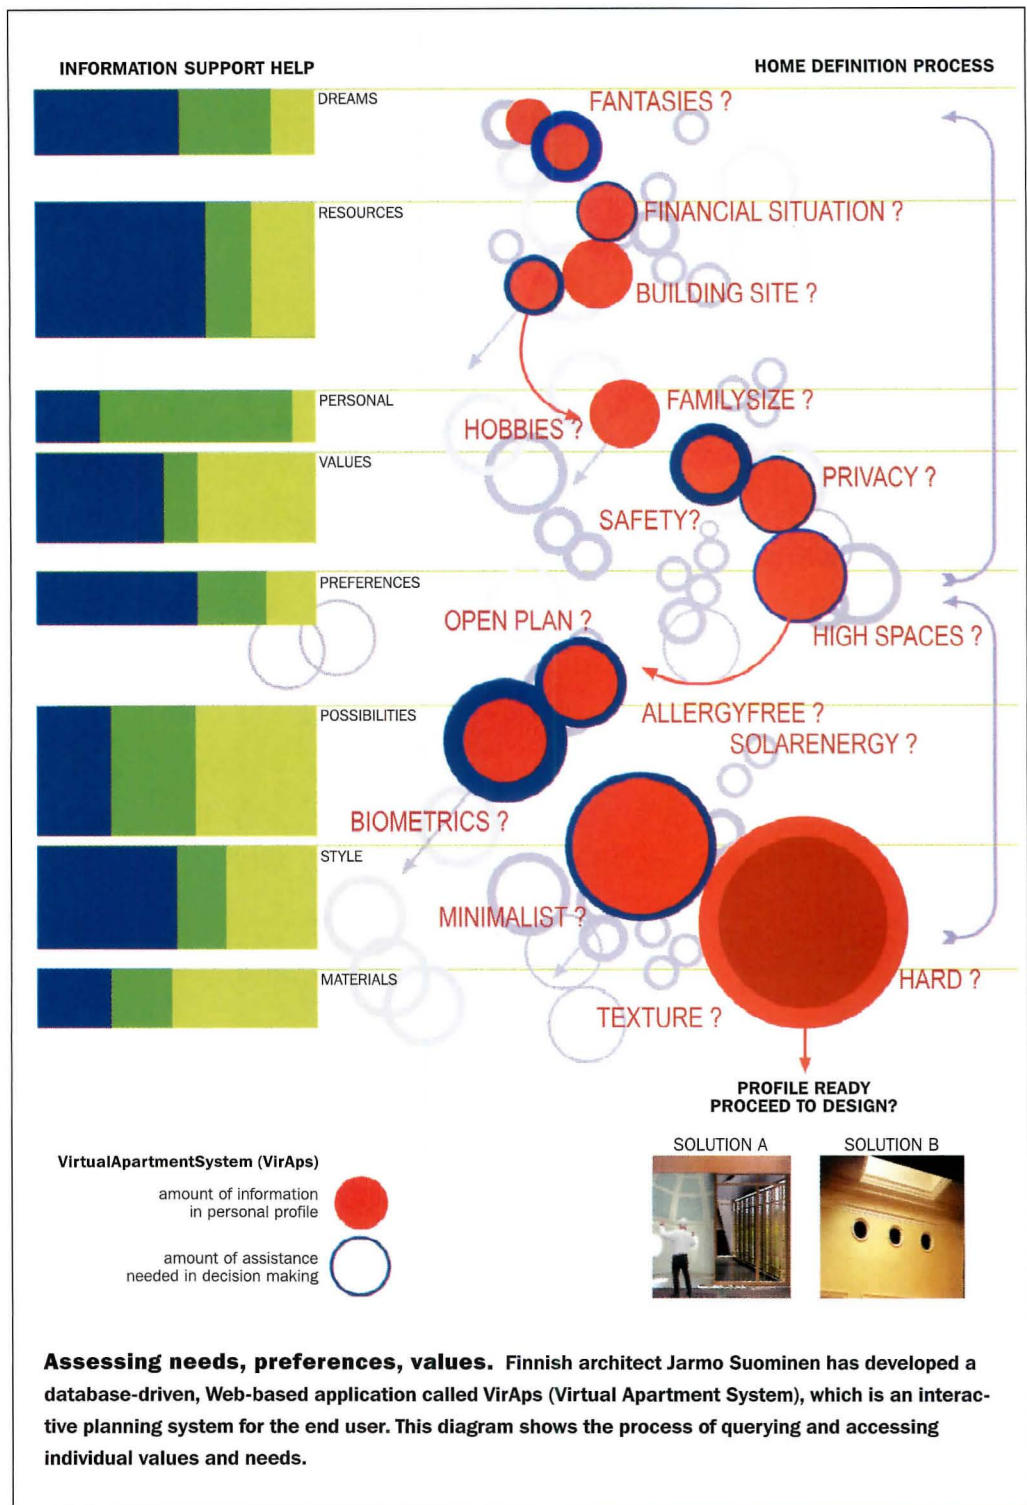 INFORMATION SUPPORT HELP
HOME DEFINITION PROCESS
DREAMS
FANTASIES ?
RESOURCES
FINANCIAL SITUATION ?
BUILDING SITE ?
PERSONAL
FAMILYSIZE ?
HOBBIES ?
VALUES
PRIVACY ?
SAFETY?
PREFERENCES
OPEN PLAN ?
HIGH SPACES ?
POSSIBILITIES
ALLERGYFREE ?
SOLARENERGY ?
BIOMETRICS ?
STYLE
MINIMALIST ?
MATERIALS
HARD ?
TEXTURE ?
PROFILE READY
PROCEED TO DESIGN?
SOLUTION A
SOLUTION B
VirtualApartmentSystem (VirAps)
amount of information
in personal profile
amount of assistance
needed in decision making
Assessing needs, preferences, values. Finnish architect Jarmo Suominen has developed a
database-driven, Web-based application called VirAps (Virtual Apartment System), which is an interac-
tive planning system for the end user. This diagram shows the process of querying and accessing
individual values and needs.